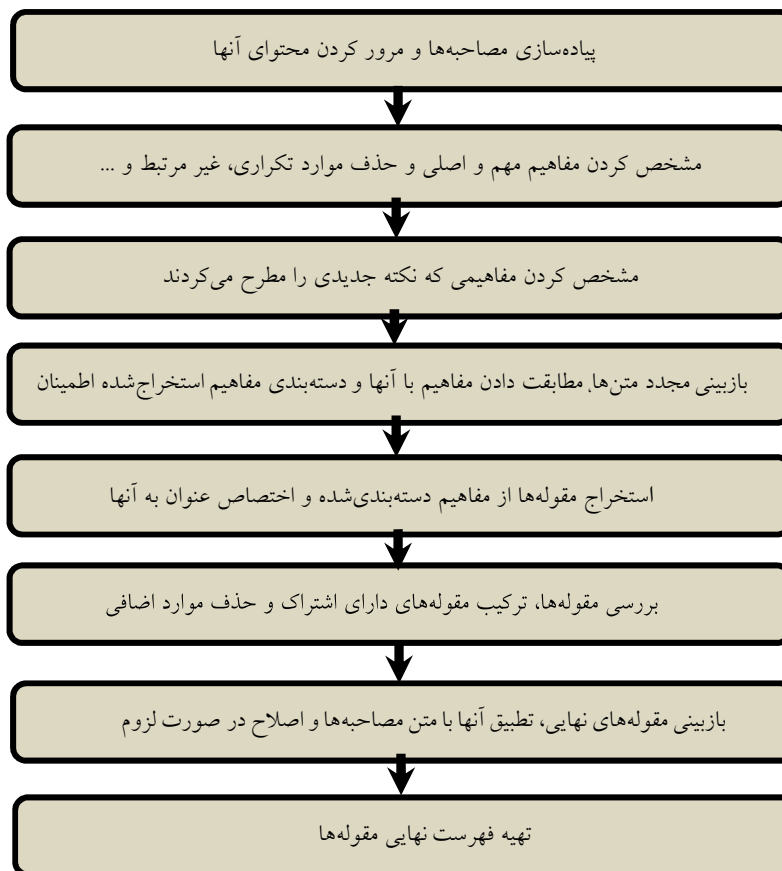 پیاده‌سازی مصاحبه‌ها و مرور کردن محتوای آنها
مشخص کردن مفاهیم مهم و اصلی و حذف موارد تکراری، غیر مرتبط و ...
مشخص کردن مفاهیمی که نکته جدیدی را مطرح می‌کردند
بازبینی مجدد متن‌ها، مطابقت دادن مفاهیم با آنها و دسته‌بندی مفاهیم استخراج‌شده اطمینان
استخراج مقوله‌ها از مفاهیم دسته‌بندی‌شده و اختصاص عنوان به آنها
بررسی مقوله‌ها، ترکیب مقوله‌های دارای اشتراک و حذف موارد اضافی
بازبینی مقوله‌های نهایی، تطبیق آنها با متن مصاحبه‌ها و اصلاح در صورت لزوم
تهیه فهرست نهایی مقوله‌ها